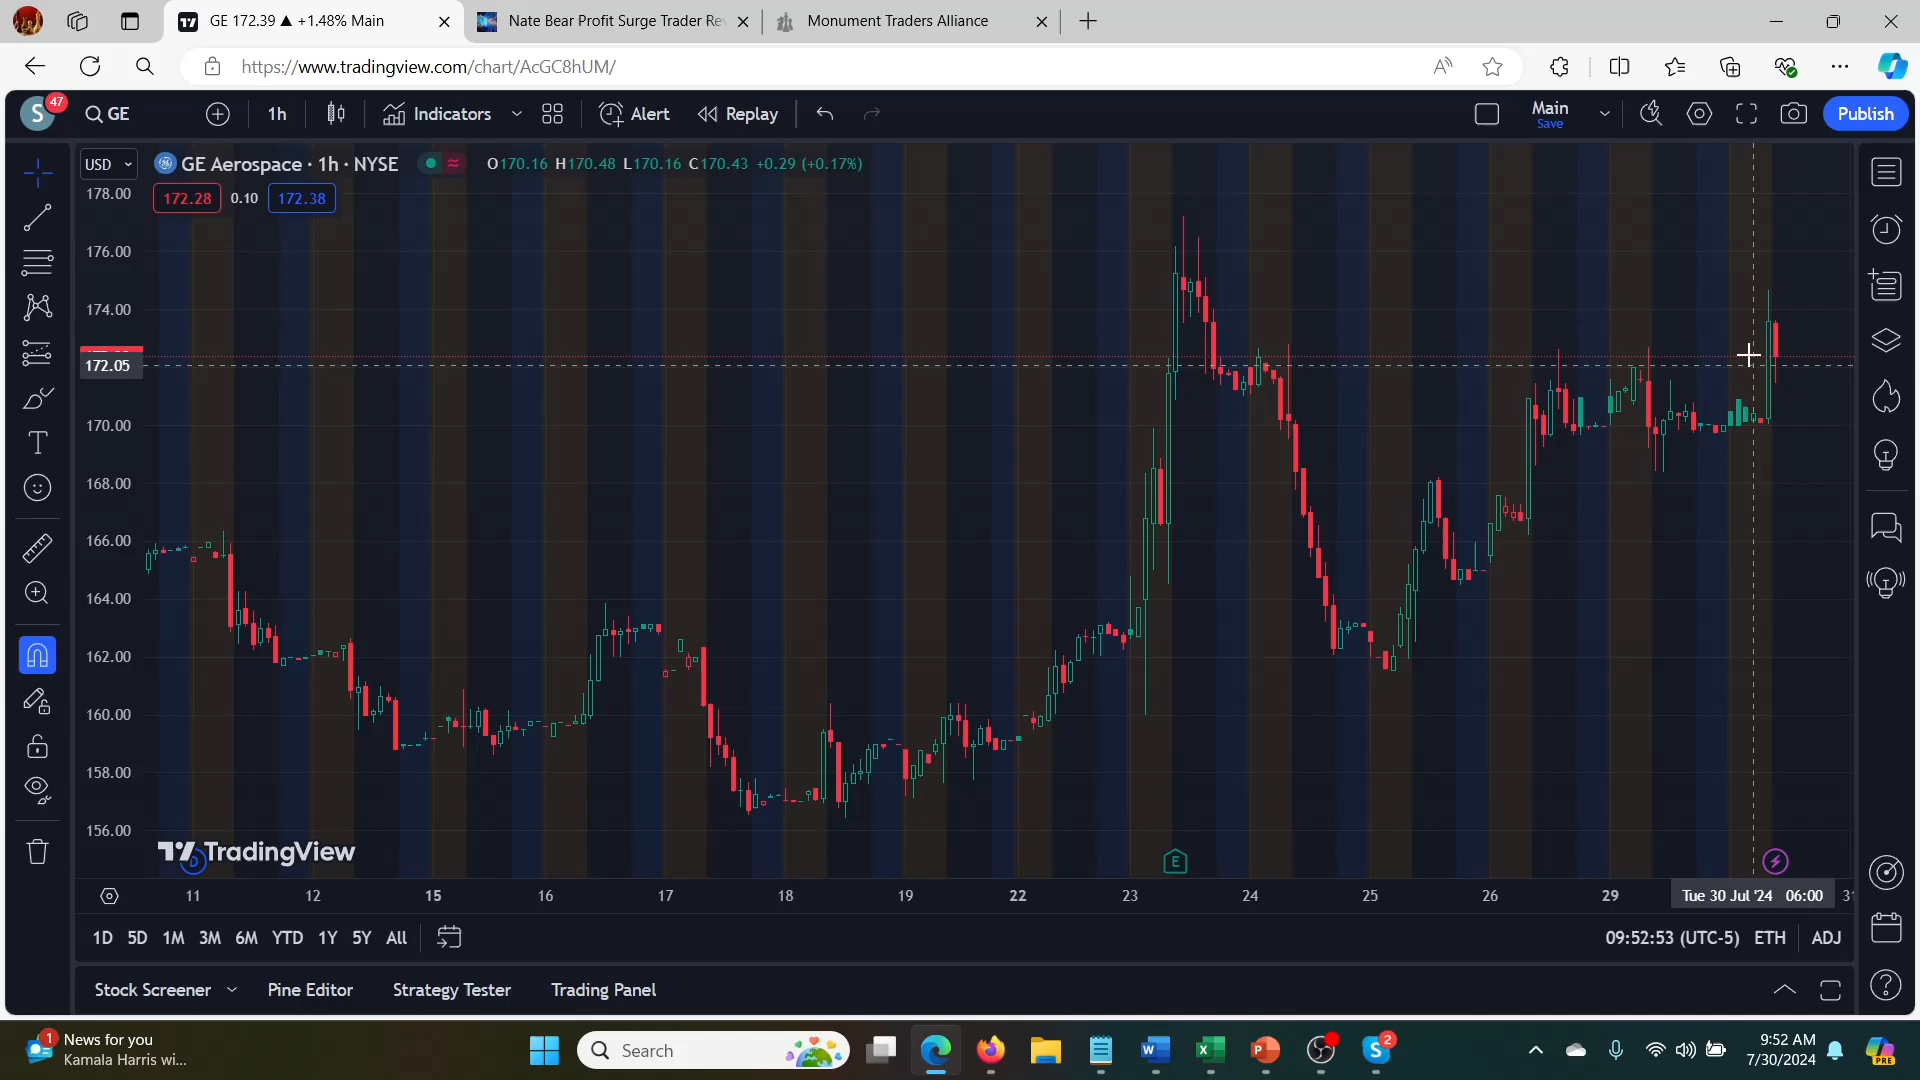 GE 172.39 ▲ +1.48% Main
Nate Bear Profit Surge Trader Re
Monument Traders Alliance
https://www.tradingview.com/chart/AcGC8hUM/
S
47
GE
1h
Indicators
Alert
Replay
Main
Save
Publish
USD
GE Aerospace · 1h · NYSE
O170.16 H170.48 L170.16 C170.43 +0.29 (+0.17%)
172.28
0.10
172.38
178.00
176.00
174.00
172.05
170.00
168.00
166.00
164.00
162.00
160.00
158.00
156.00
TradingView
D
E
11
12
15
16
17
18
19
22
23
24
25
26
29
Tue 30 Jul '24 06:00
1D 5D 1M 3M 6M YTD 1Y 5Y All
09:52:53 (UTC-5) ETH ADJ
Stock Screener
Pine Editor
Strategy Tester
Trading Panel
1
News for you
Kamala Harris wi...
Search
2
9:52 AM
7/30/2024
PRE